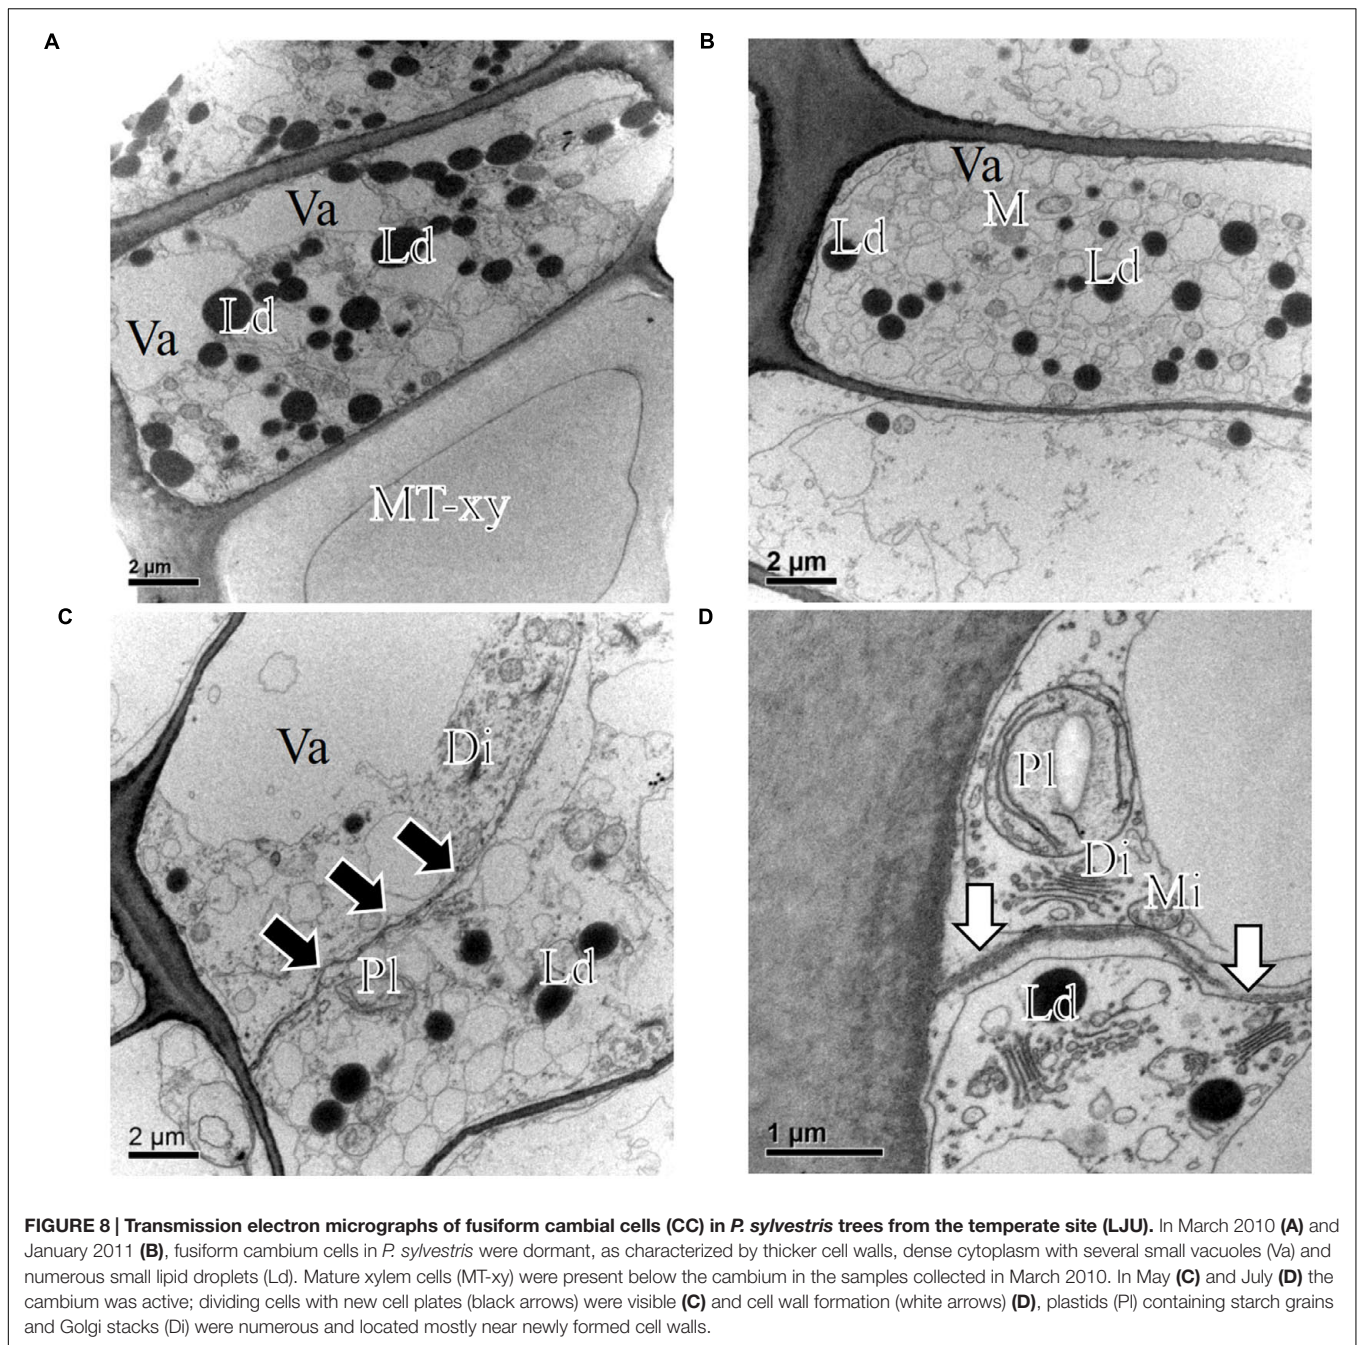 A
B
Va
Va
M
Ld
Ld
Ld
Ld
Va
MT-xy
2 µm
2 µm
C
D
Va
Di
Pl
Di
Mi
Pl
Ld
Ld
2 µm
1 µm
FIGURE 8 | Transmission electron micrographs of fusiform cambial cells (CC) in P. sylvestris trees from the temperate site (LJU). In March 2010 (A) and
January 2011 (B), fusiform cambium cells in P. sylvestris were dormant, as characterized by thicker cell walls, dense cytoplasm with several small vacuoles (Va) and
numerous small lipid droplets (Ld). Mature xylem cells (MT-xy) were present below the cambium in the samples collected in March 2010. In May (C) and July (D) the
cambium was active; dividing cells with new cell plates (black arrows) were visible (C) and cell wall formation (white arrows) (D), plastids (Pl) containing starch grains
and Golgi stacks (Di) were numerous and located mostly near newly formed cell walls.